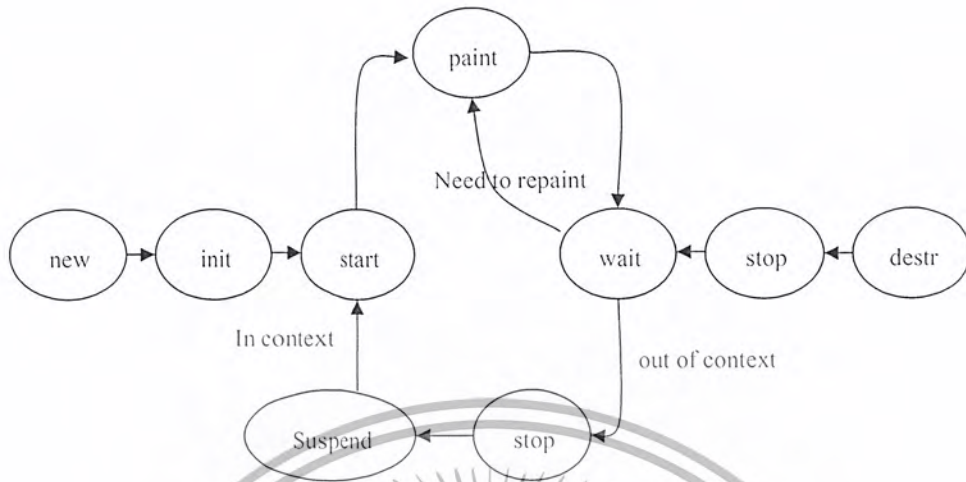 paint
Need to repaint
new
init
start
wait
stop
destr
In context
out of context
Suspend
stop